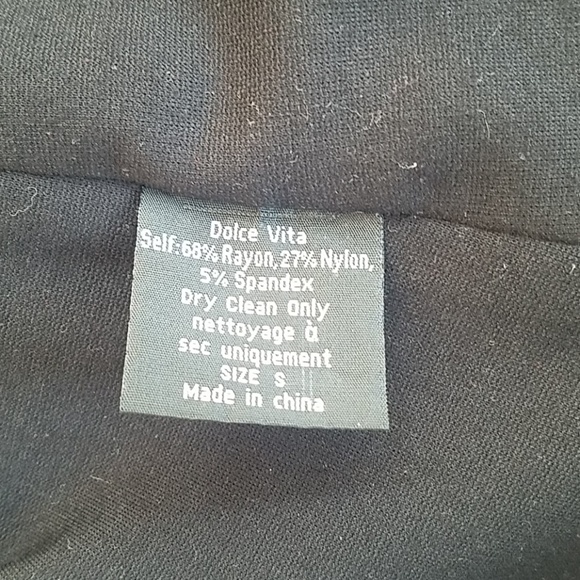 Dolce Vita
Self:68% Rayon,27% Nylon,
5% Spandex
Dry Clean Only
nettoyage à
sec uniquement
SIZE S
Made in china